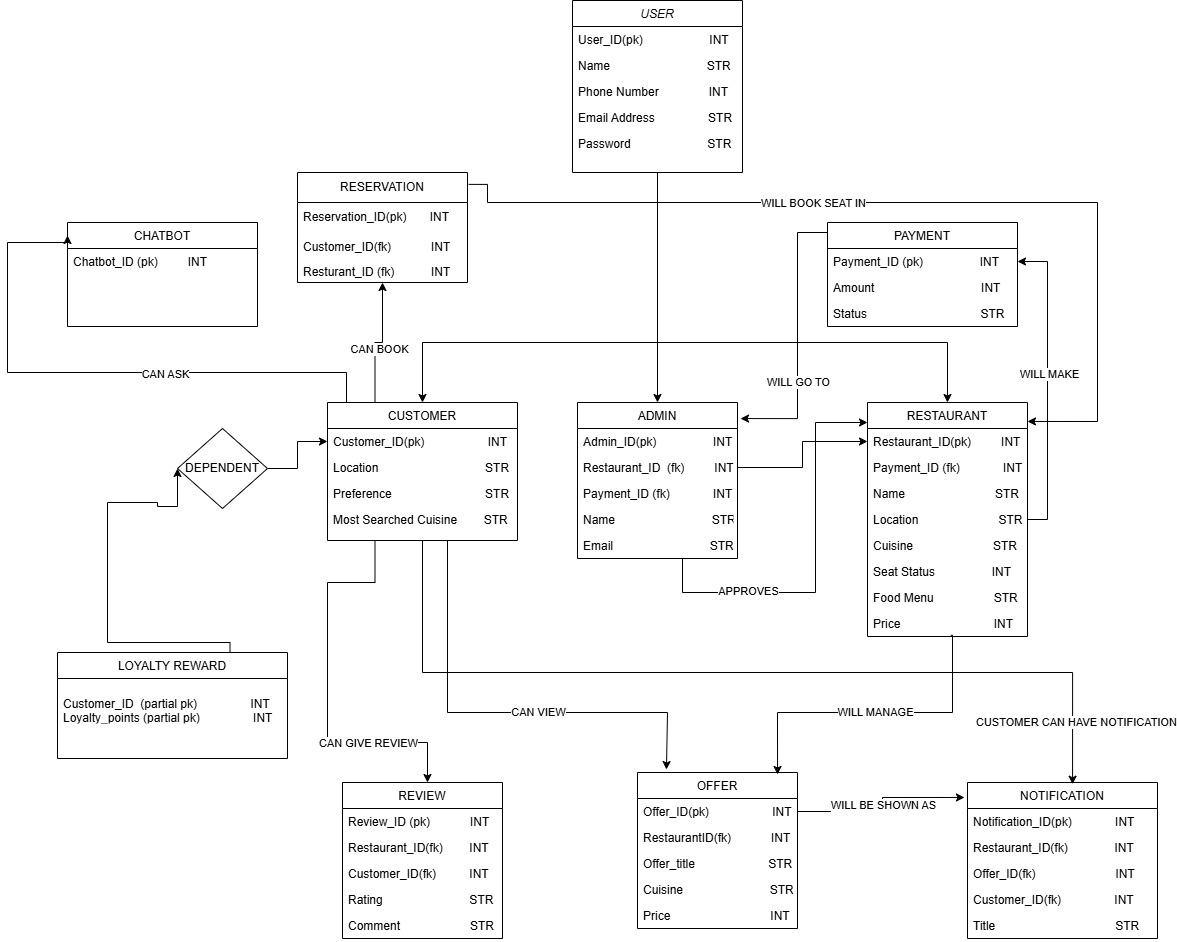 USER
User_ID(pk) INT
Name STR
Phone Number INT
Email Address STR
Password STR
RESERVATION
Reservation_ID(pk) INT
Customer_ID(fk) INT
Resturant_ID (fk) INT
WILL BOOK SEAT IN
CHATBOT
Chatbot_ID (pk) INT
PAYMENT
Payment_ID (pk) INT
Amount INT
Status STR
CAN BOOK
CAN ASK
WILL GO TO
WILL MAKE
CUSTOMER
Customer_ID(pk) INT
Location STR
Preference STR
Most Searched Cuisine STR
DEPENDENT
ADMIN
Admin_ID(pk) INT
Restaurant_ID (fk) INT
Payment_ID (fk) INT
Name STR
Email STR
RESTAURANT
Restaurant_ID(pk) INT
Payment_ID (fk) INT
Name STR
Location STR
Cuisine STR
Seat Status INT
Food Menu STR
Price INT
APPROVES
LOYALTY REWARD
Customer_ID (partial pk) INT
Loyalty_points (partial pk) INT
CAN VIEW
WILL MANAGE
CUSTOMER CAN HAVE NOTIFICATION
CAN GIVE REVIEW
REVIEW
Review_ID (pk) INT
Restaurant_ID(fk) INT
Customer_ID(fk) INT
Rating STR
Comment STR
OFFER
Offer_ID(pk) INT
RestaurantID(fk) INT
Offer_title STR
Cuisine STR
Price INT
WILL BE SHOWN AS
NOTIFICATION
Notification_ID(pk) INT
Restaurant_ID(fk) INT
Offer_ID(fk) INT
Customer_ID(fk) INT
Title STR